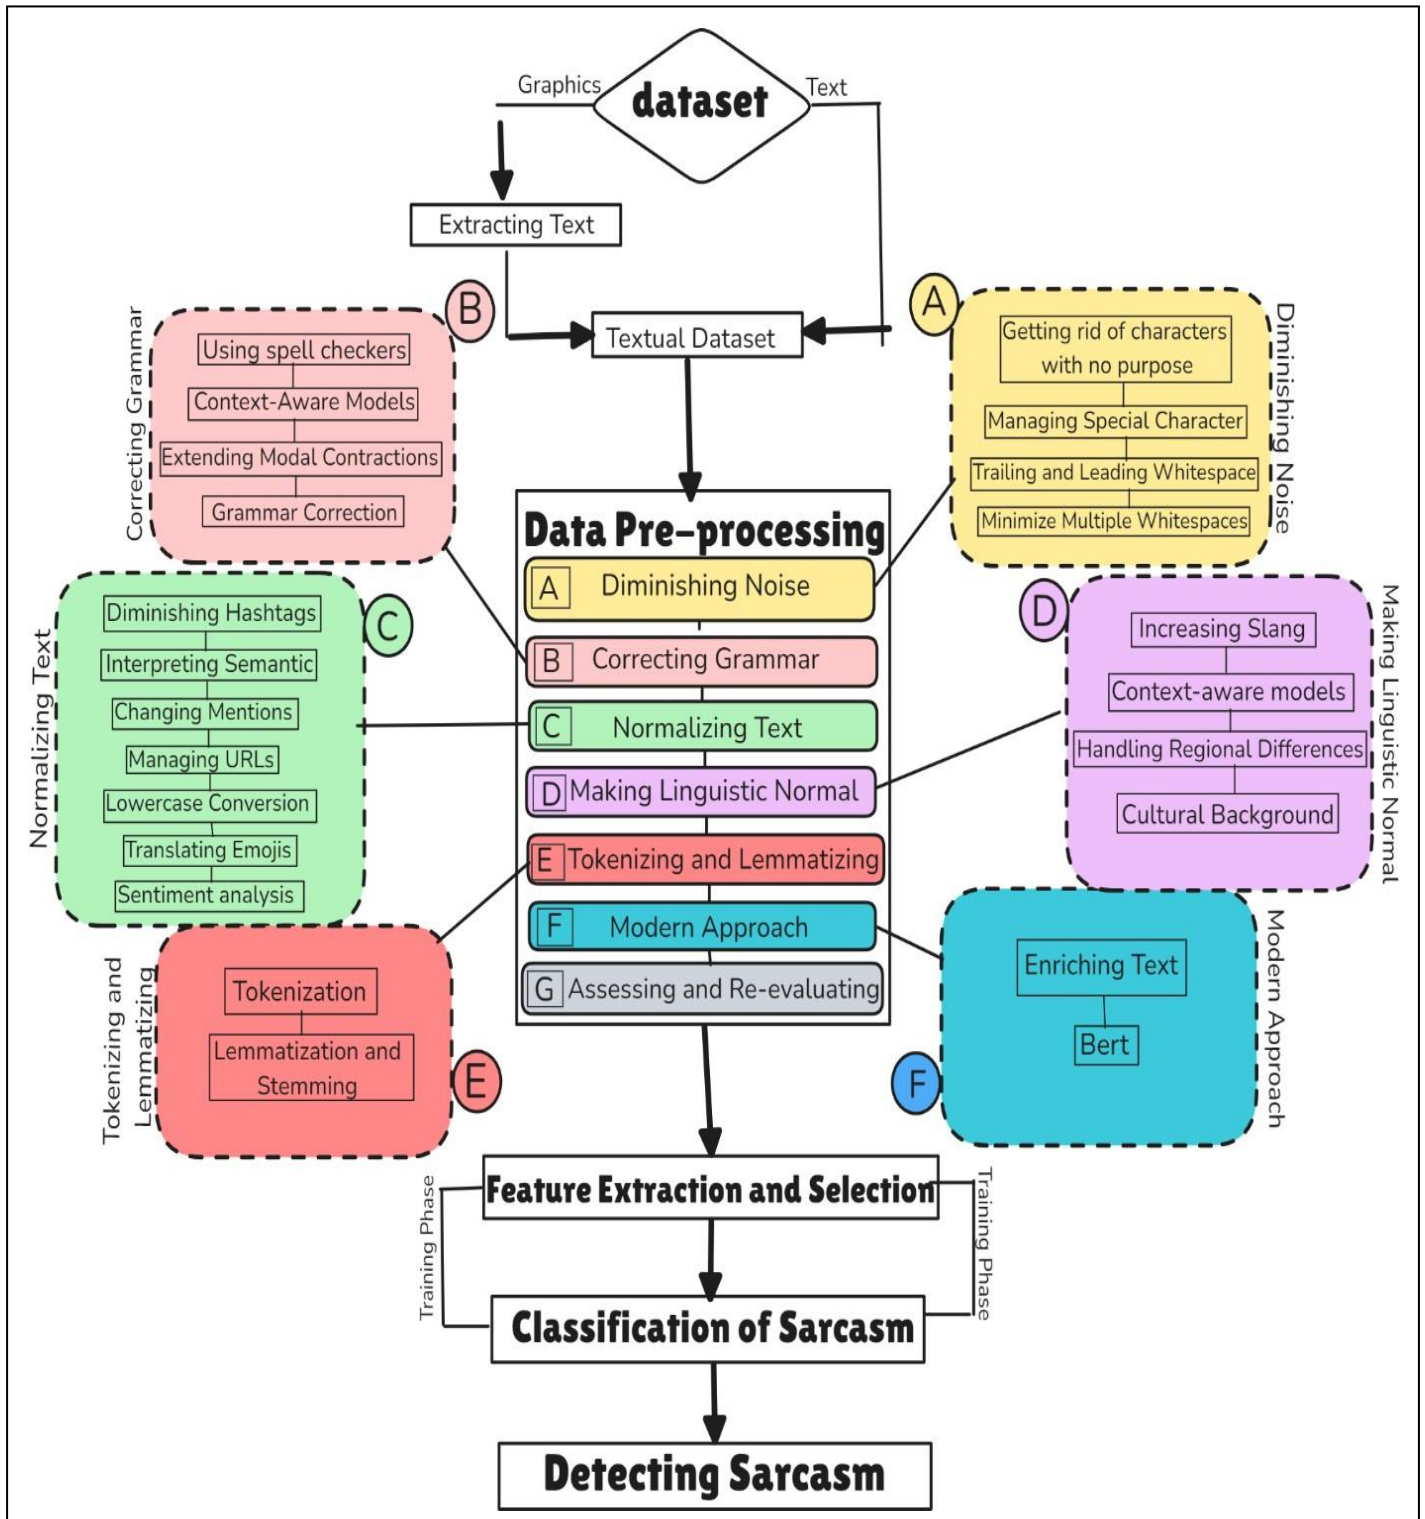 dataset
Graphics
Text
Extracting Text
Textual Dataset
B
Correcting Grammar
Using spell checkers
Context-Aware Models
Extending Modal Contractions
Grammar Correction
A
Diminishing Noise
Getting rid of characters
with no purpose
Managing Special Character
Trailing and Leading Whitespace
Minimize Multiple Whitespaces
Data Pre-processing
A Diminishing Noise
B Correcting Grammar
C Normalizing Text
D Making Linguistic Normal
E Tokenizing and Lemmatizing
F Modern Approach
G Assessing and Re-evaluating
C
Normalizing Text
Diminishing Hashtags
Interpreting Semantic
Changing Mentions
Managing URLs
Lowercase Conversion
Translating Emojis
Sentiment analysis
D
Making Linguistic Normal
Increasing Slang
Context-aware models
Handling Regional Differences
Cultural Background
E
Tokenizing and
Lemmatizing
Tokenization
Lemmatization and
Stemming
F
Modern Approach
Enriching Text
Bert
Feature Extraction and Selection
Training Phase
Training Phase
Classification of Sarcasm
Detecting Sarcasm